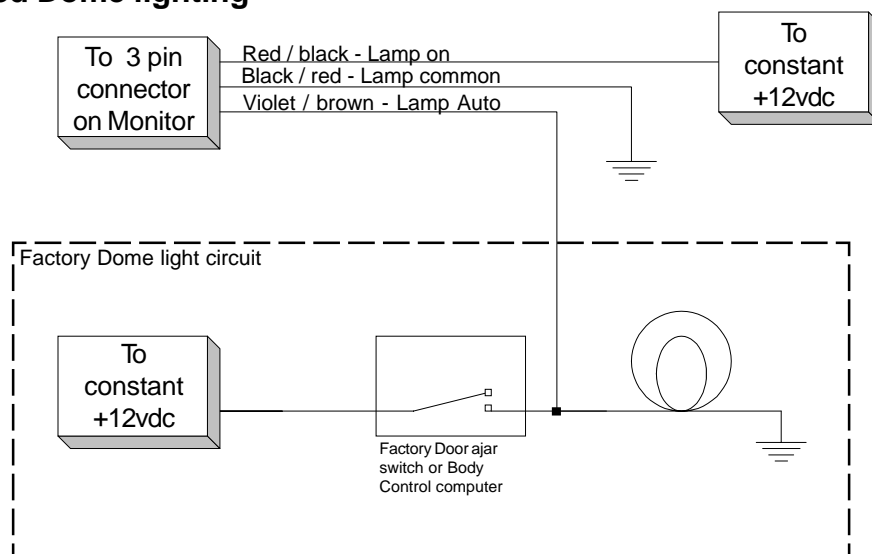 Dome lighting
To 3 pin
connector
on Monitor
Red / black - Lamp on
Black / red - Lamp common
Violet / brown - Lamp Auto
To
constant
+12vdc
Factory Dome light circuit
To
constant
+12vdc
Factory Door ajar
switch or Body
Control computer